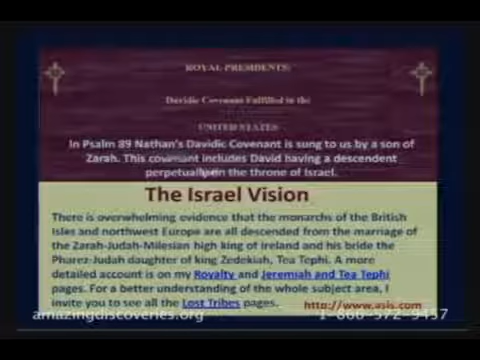 ROYAL PRESIDENTS:
Davidic Covenant Fulfilled in the
UNITED STATES
In Psalm 89 Nathan's Davidic Covenant is sung to us by a son of
Zarah. This covenant includes David having a descendent
perpetually on the throne of Israel.
The Israel Vision
There is overwhelming evidence that the monarchs of the British
Isles and northwest Europe are all descended from the marriage of
the Zarah-Judah-Milesian high king of ireland and his bride the
Pharez-Judah daughter of king Zedekiah, Tea Tephi. A more
detailed account is on my Royalty and Jeremiah and Tea Tephi
pages. For a better understanding of the whole subject area, I
invite you to see all the Lost Tribes pages.
http://www.asis.com
amazingdiscoveries.org
1-866-572-9457